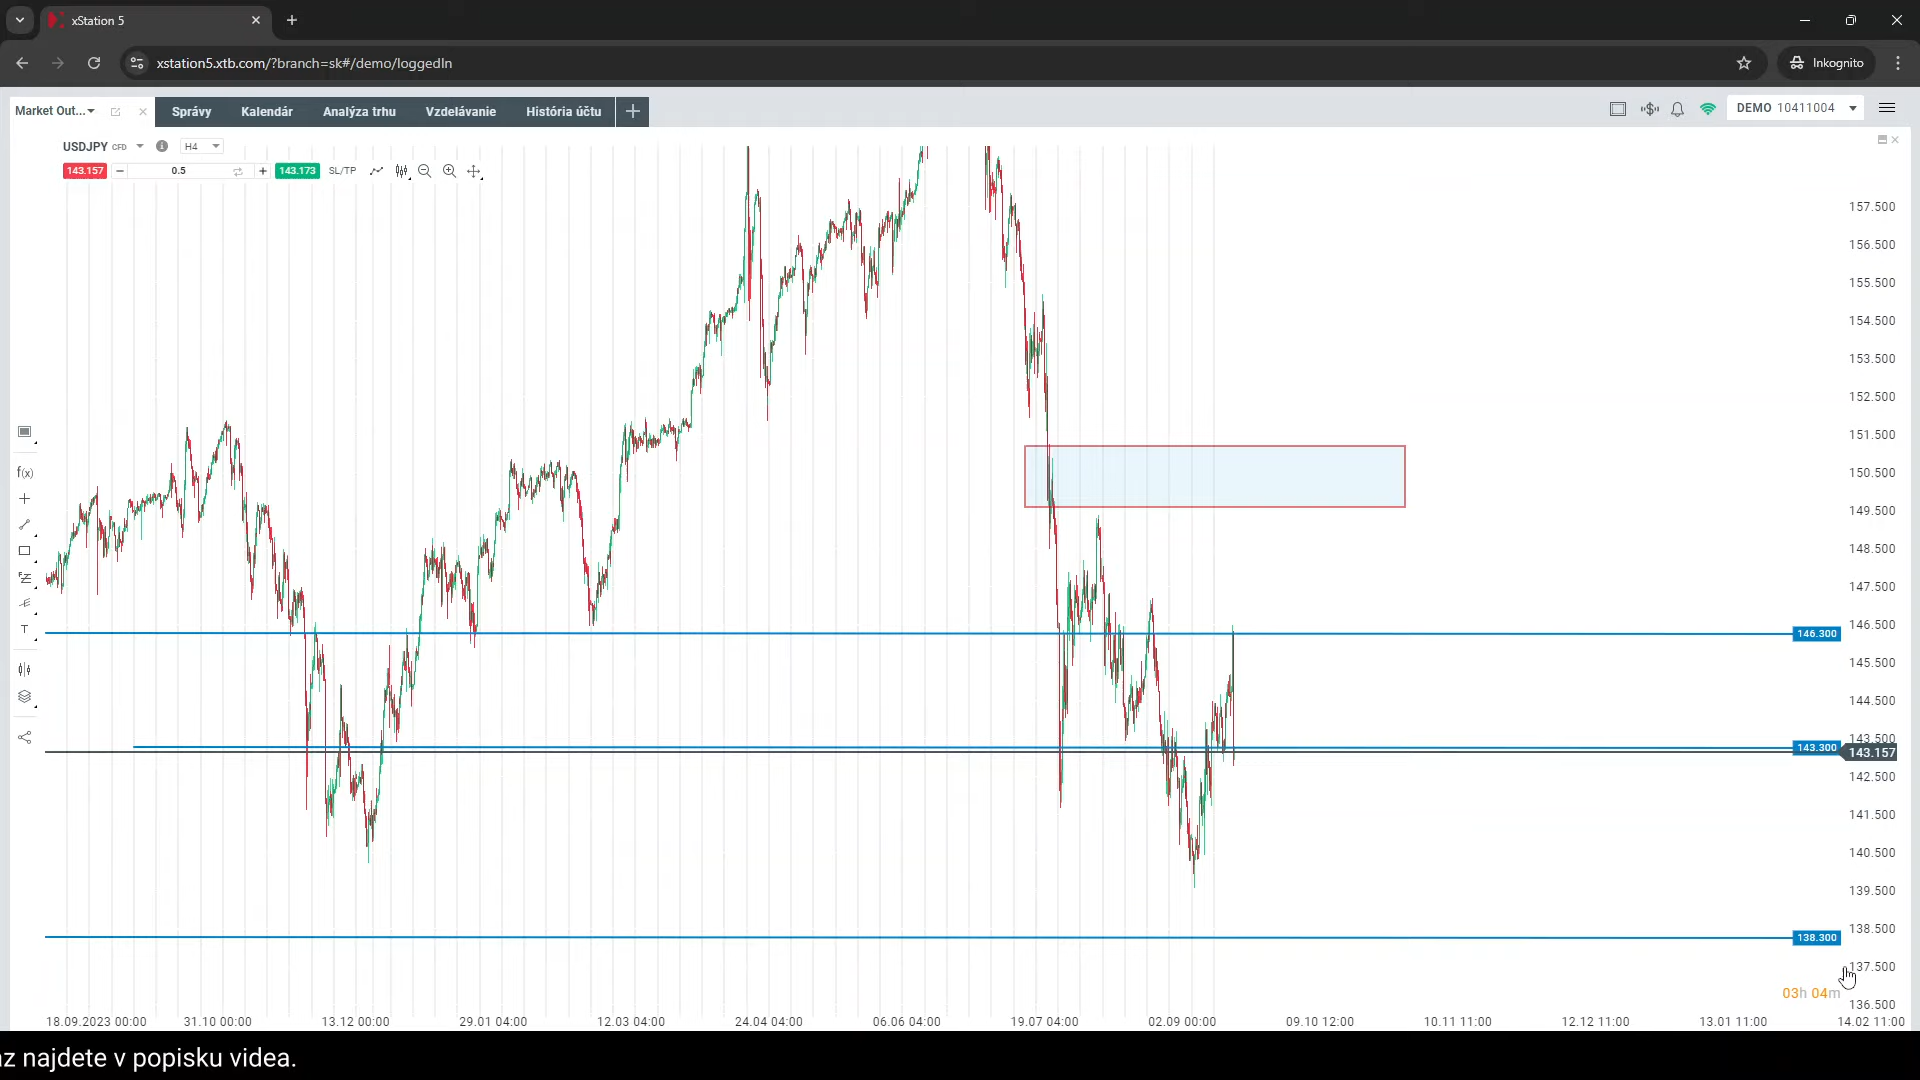 xStation 5
xstation5.xtb.com/?branch=sk#/demo/loggedIn
Inkognito
Market Out...
Správy
Kalendár
Analýza trhu
Vzdelávanie
História účtu
DEMO 10411004
USDJPY CFD
H4
143.157
0.5
143.173
SL/TP
157.500
156.500
155.500
154.500
153.500
152.500
151.500
150.500
149.500
148.500
147.500
146.500
146.300
145.500
144.500
143.500
143.300
143.157
142.500
141.500
140.500
139.500
138.500
138.300
137.500
136.500
f(x)
T
03h 04m
18.09.2023 00:00
31.10 00:00
13.12 00:00
29.01 04:00
12.03 04:00
24.04 04:00
06.06 04:00
19.07 04:00
02.09 00:00
09.10 12:00
10.11 11:00
12.12 11:00
13.01 11:00
14.02 11:00
az najdete v popisku videa.